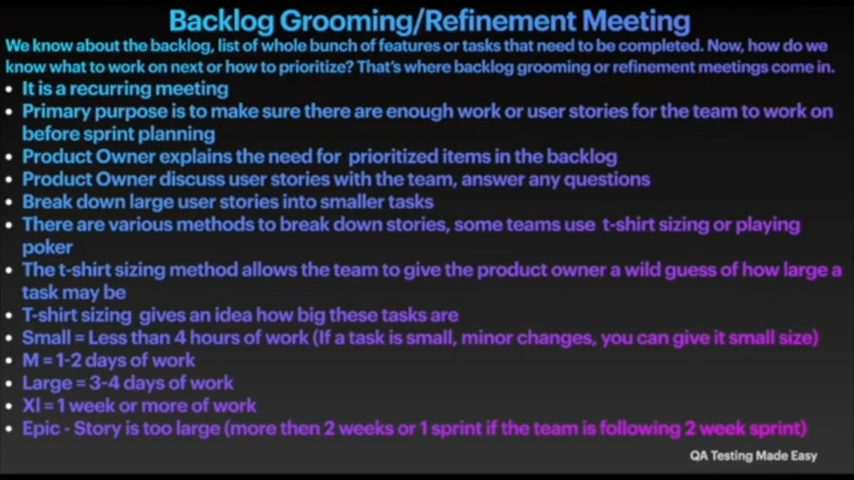 Backlog Grooming/Refinement Meeting
We know about the backlog, list of whole bunch of features or tasks that need to be completed. Now, how do we
know what to work on next or how to prioritize? That's where backlog grooming or refinement meetings come in.
• It is a recurring meeting
• Primary purpose is to make sure there are enough work or user stories for the team to work on
before sprint planning
• Product Owner explains the need for prioritized items in the backlog
• Product Owner discuss user stories with the team, answer any questions
• Break down large user stories into smaller tasks
• There are various methods to break down stories, some teams use t-shirt sizing or playing
poker
• The t-shirt sizing method allows the team to give the product owner a wild guess of how large a
task may be
• T-shirt sizing gives an idea how big these tasks are
• Small = Less than 4 hours of work (If a task is small, minor changes, you can give it small size)
• M = 1-2 days of work
• Large = 3-4 days of work
• Xl = 1 week or more of work
• Epic - Story is too large (more then 2 weeks or 1 sprint if the team is following 2 week sprint)
QA Testing Made Easy